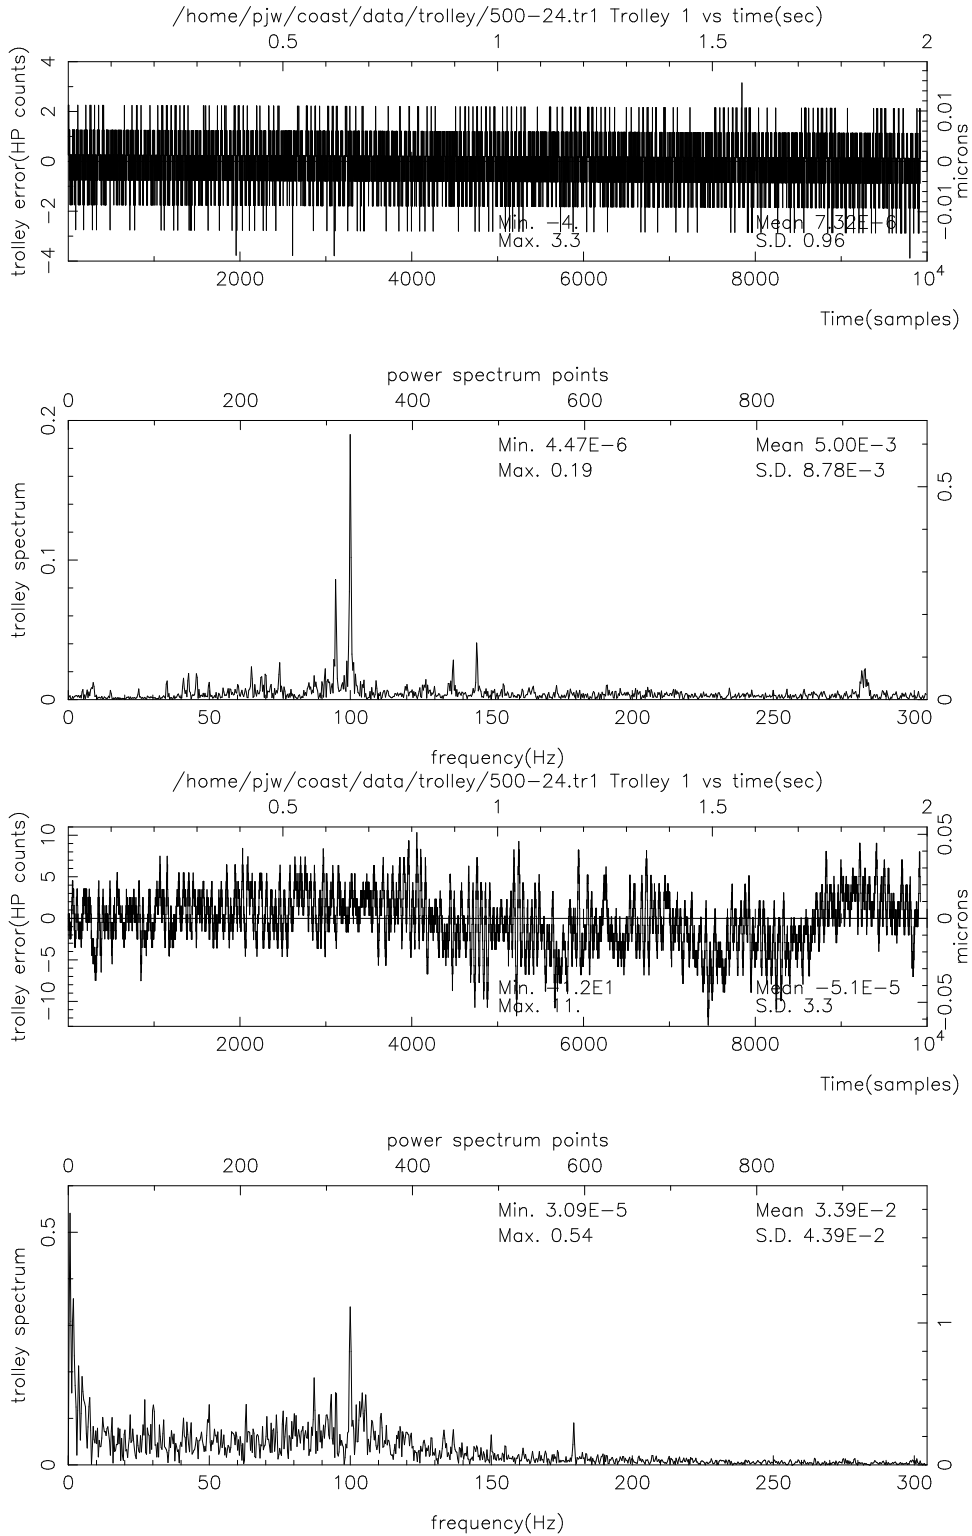 /home/pjw/coast/data/trolley/500-24.tr1 Trolley 1 vs time(sec)
0.5 1 1.5 2
trolley error(HP counts)
4 2 0 −2 −4
0.01 0 −0.01
microns
Min. −4. Mean 7.32E−6
Max. 3.3 S.D. 0.96
2000 4000 6000 8000 10⁴
Time(samples)
power spectrum points
0 200 400 600 800
trolley spectrum
0.2 0.1 0
0.5 0
Min. 4.47E−6 Mean 5.00E−3
Max. 0.19 S.D. 8.78E−3
0 50 100 150 200 250 300
frequency(Hz)
/home/pjw/coast/data/trolley/500-24.tr1 Trolley 1 vs time(sec)
0.5 1 1.5 2
trolley error(HP counts)
10 5 0 −5 −10
0.05 0 −0.05
microns
Min. −1.2E1 Mean −5.1E−5
Max. 11. S.D. 3.3
2000 4000 6000 8000 10⁴
Time(samples)
power spectrum points
0 200 400 600 800
trolley spectrum
0.5 0
1 0
Min. 3.09E−5 Mean 3.39E−2
Max. 0.54 S.D. 4.39E−2
0 50 100 150 200 250 300
frequency(Hz)